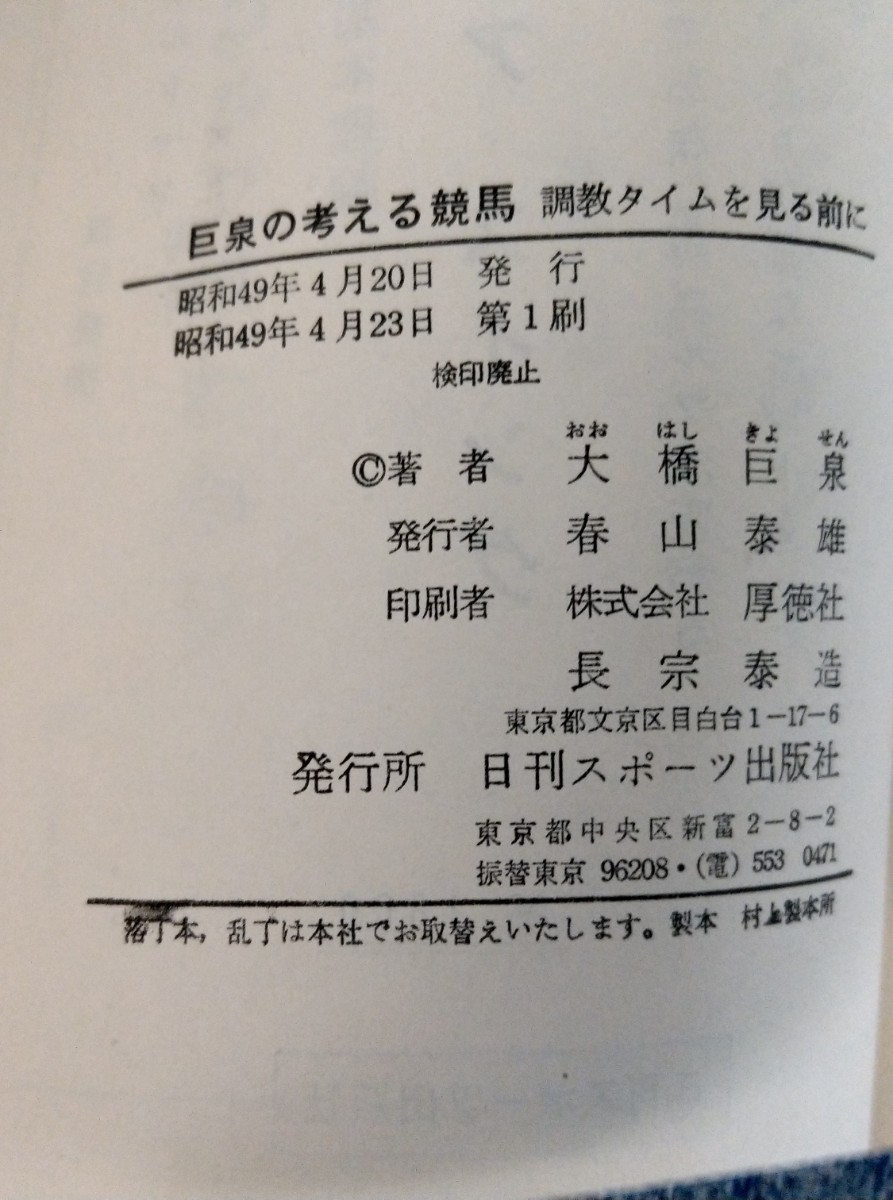 巨泉の考える競馬 調教タイムを見る前に
昭和49年4月20日 発 行
昭和49年4月23日 第1刷
検印廃止
おお はし きよ せん
©著 者 大 橋 巨 泉
発行者 春 山 泰 雄
印刷者 株式会社 厚徳社
長 宗 泰 造
東京都文京区目白台1-17-6
発行所 日刊スポーツ出版社
東京都中央区新富2-8-2
振替東京 96208・(電) 553 0471
落丁本, 乱丁は本社でお取替えいたします。製本 村上製本所